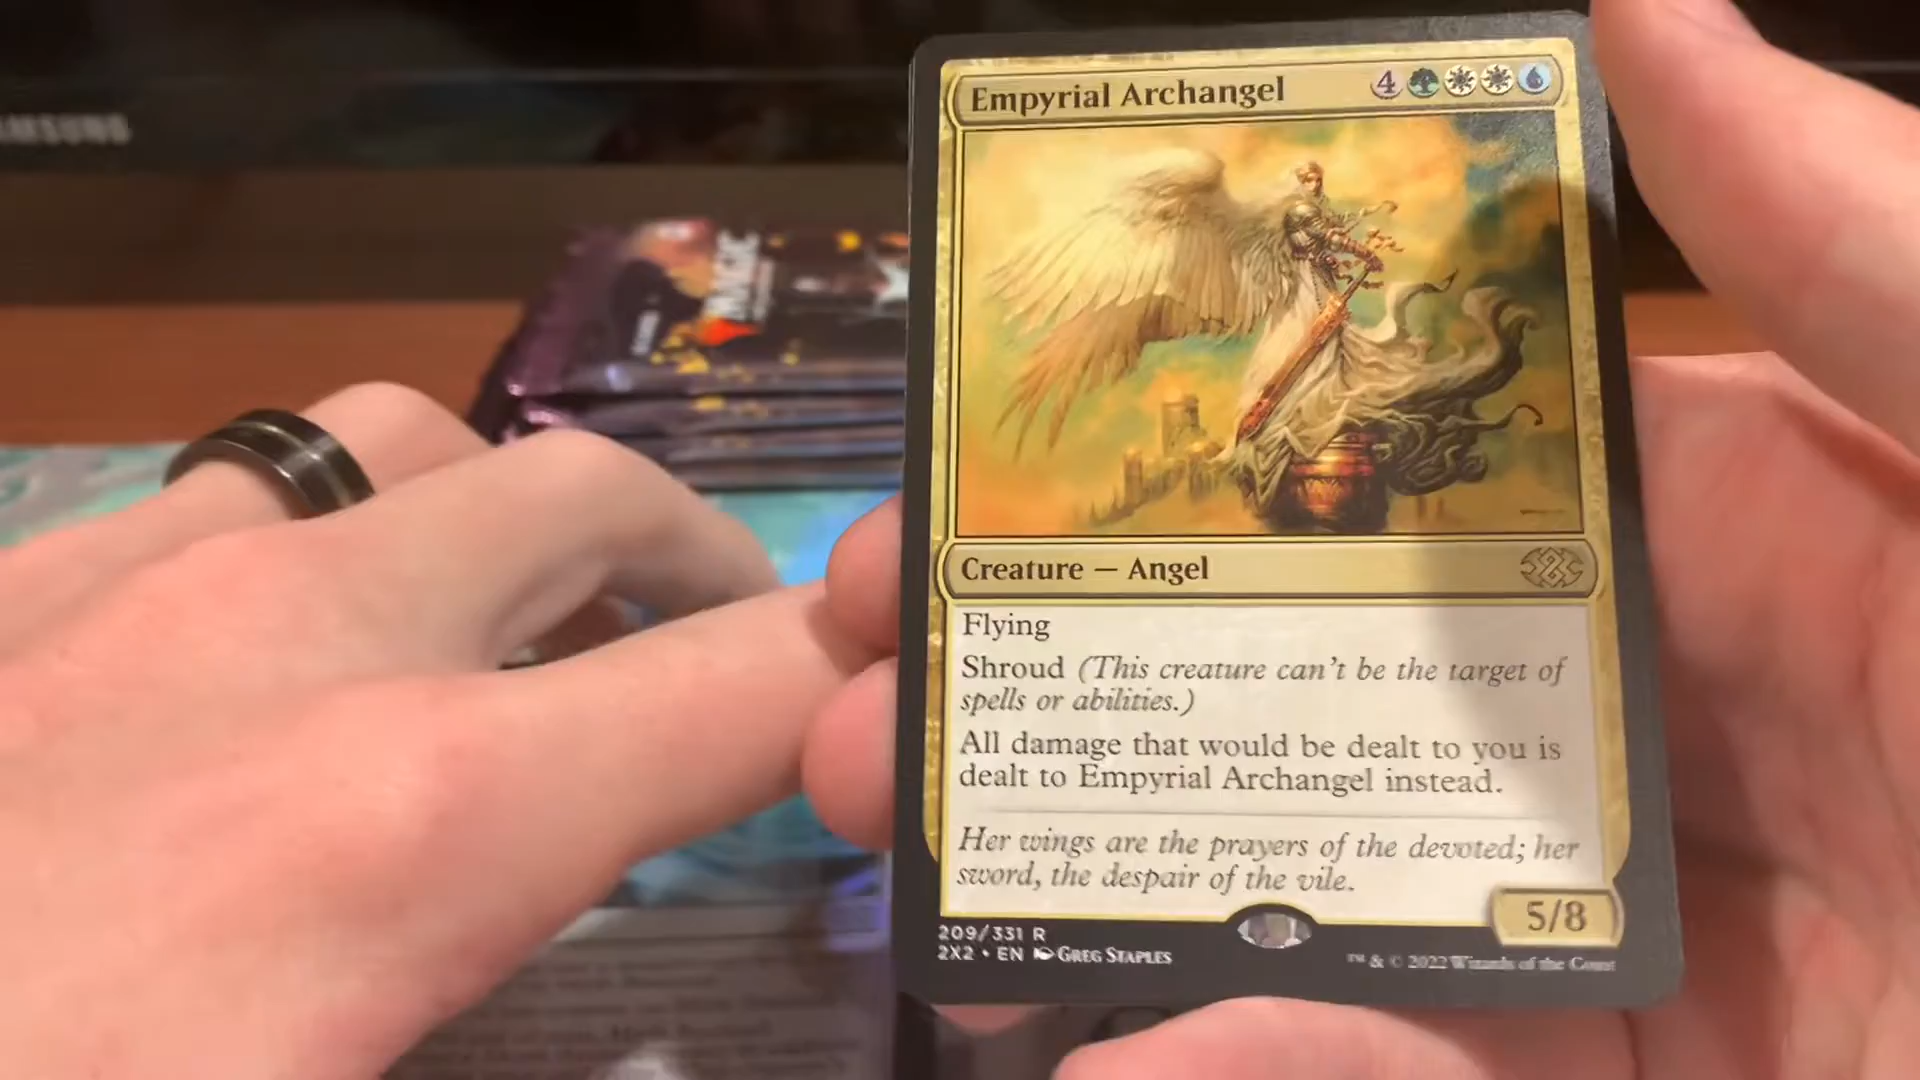 SAMSUNG
MAGIC
Empyrial Archangel
4
Creature — Angel
Flying
Shroud (This creature can't be the target of
spells or abilities.)
All damage that would be dealt to you is
dealt to Empyrial Archangel instead.
Her wings are the prayers of the devoted; her
sword, the despair of the vile.
5/8
209/331 R
2X2 • EN GREG STAPLES
™ & © 2022 Wizards of the Coast